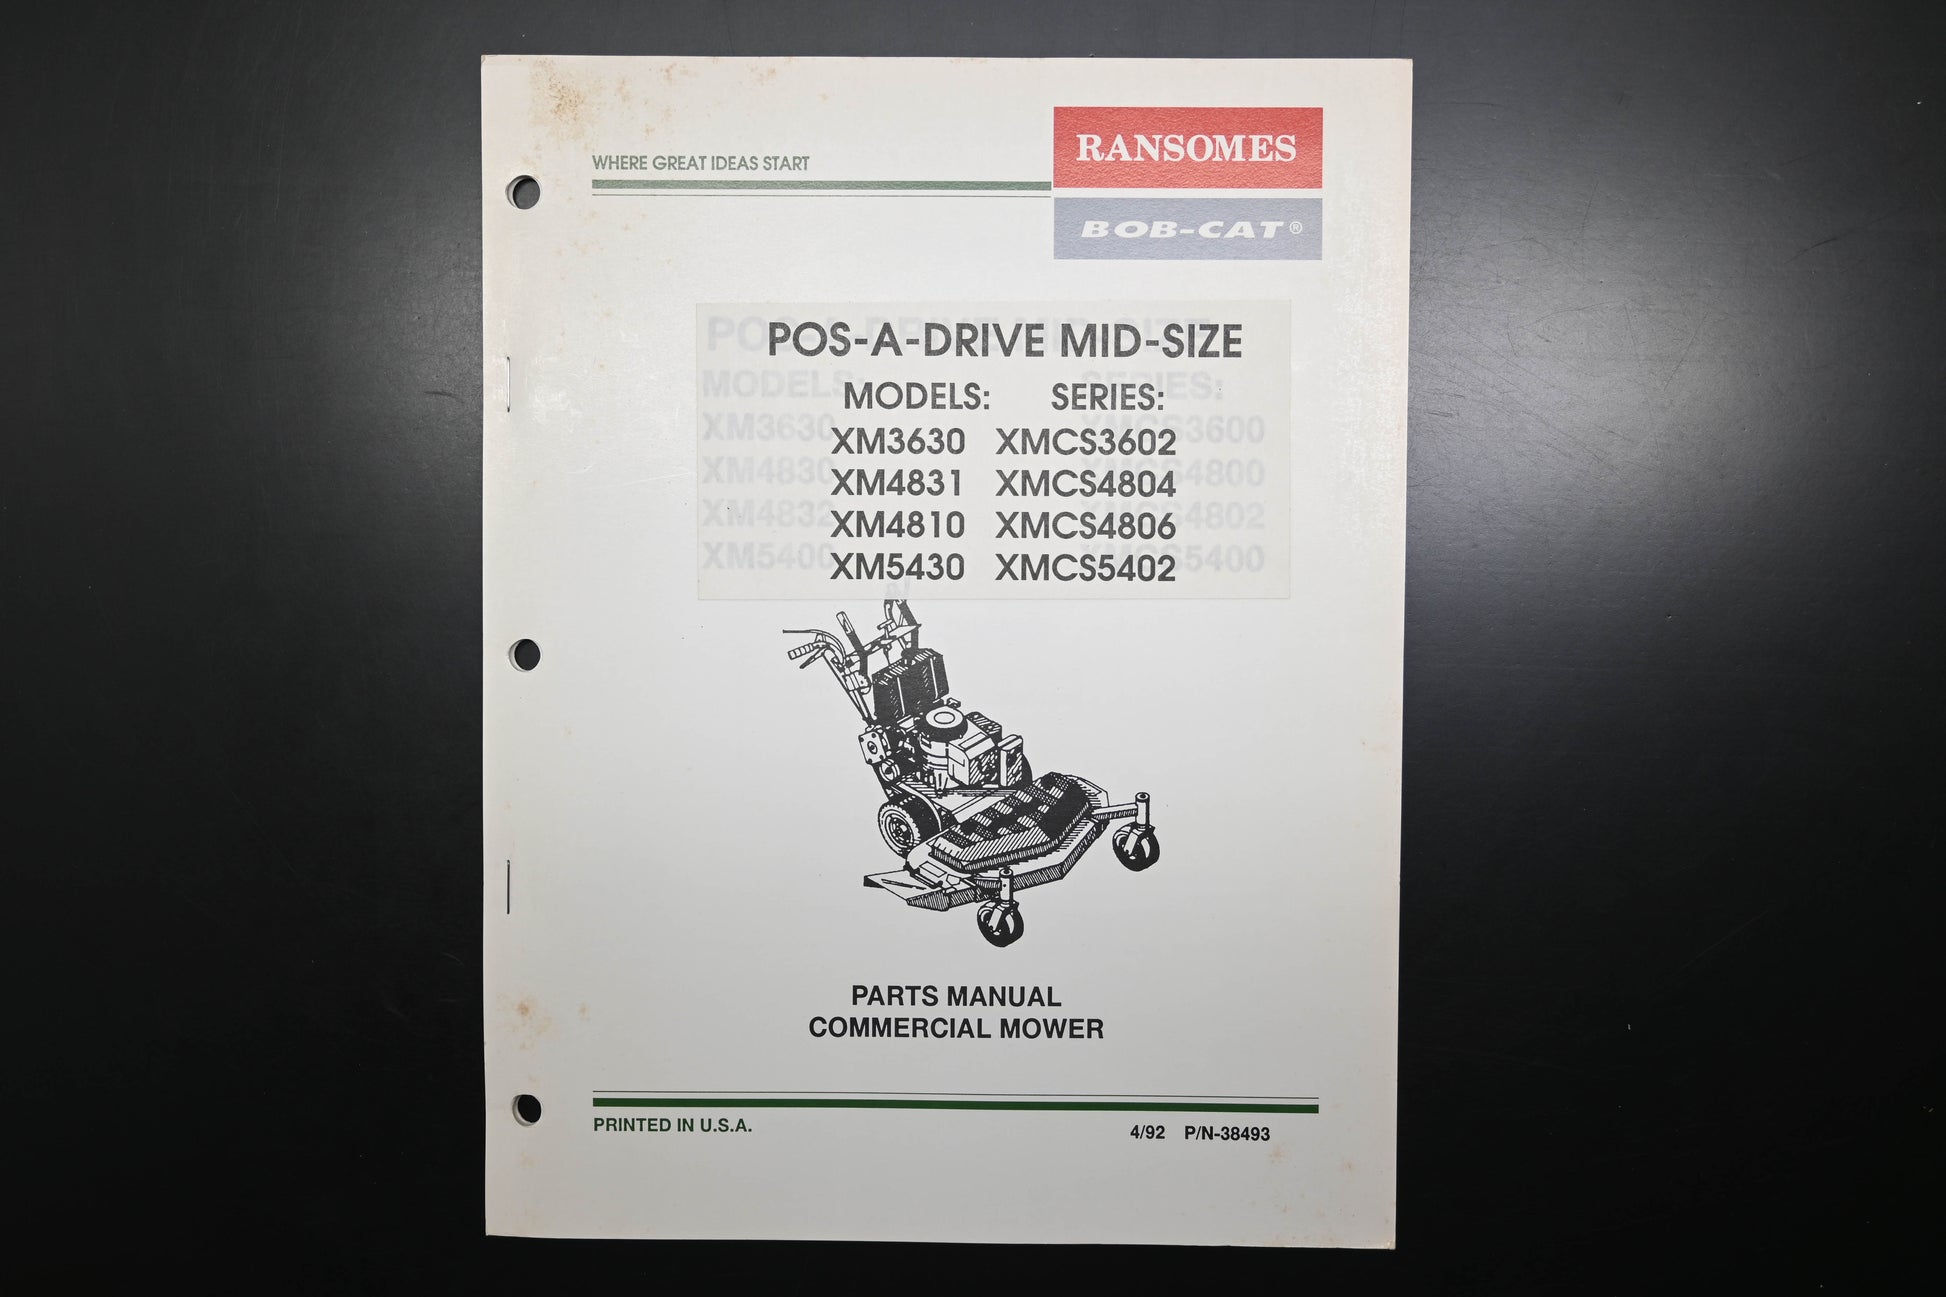 WHERE GREAT IDEAS START
RANSOMES
BOB-CAT®
POS-A-DRIVE MID-SIZE
MODELS: SERIES:
XM3630 XMCS3602
XM4831 XMCS4804
XM4810 XMCS4806
XM5430 XMCS5402
PARTS MANUAL
COMMERCIAL MOWER
PRINTED IN U.S.A.
4/92 P/N-38493